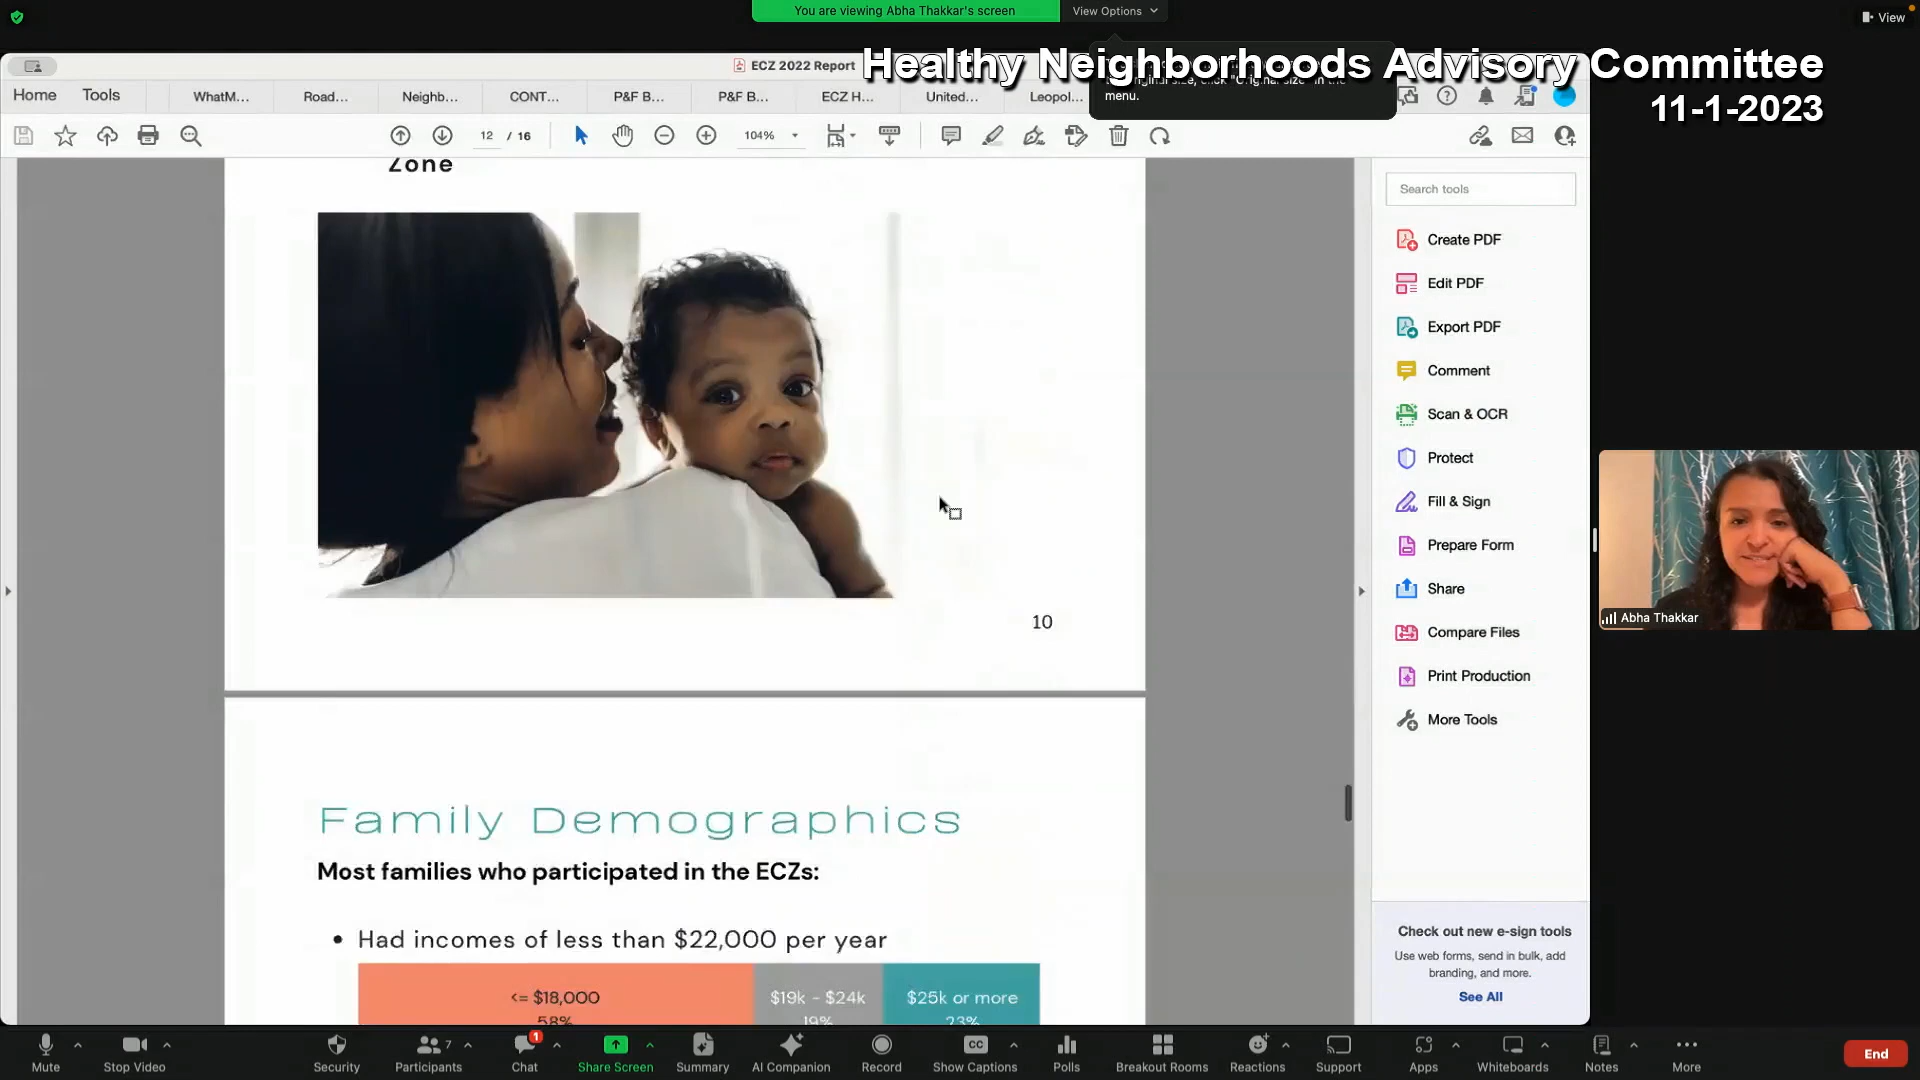 You are viewing Abha Thakkar's screen
View Options
View
Healthy Neighborhoods Advisory Committee
11-1-2023
ECZ 2022 Report
menu.
Home
Tools
WhatM...
Road...
Neighb...
CONT...
P&F B...
P&F B...
ECZ H...
United...
Leopol...
12 / 16
104%
Zone
10
Family Demographics
Most families who participated in the ECZs:
• Had incomes of less than $22,000 per year
<= $18,000
58%
$19k - $24k
19%
$25k or more
23%
Search tools
Create PDF
Edit PDF
Export PDF
Comment
Scan & OCR
Protect
Fill & Sign
Prepare Form
Share
Compare Files
Print Production
More Tools
Check out new e-sign tools
Use web forms, send in bulk, add
branding, and more.
See All
Abha Thakkar
Mute
Stop Video
Security
Participants
7
Chat
1
Share Screen
Summary
AI Companion
Record
CC
Show Captions
Polls
Breakout Rooms
Reactions
Support
Apps
Whiteboards
Notes
More
End